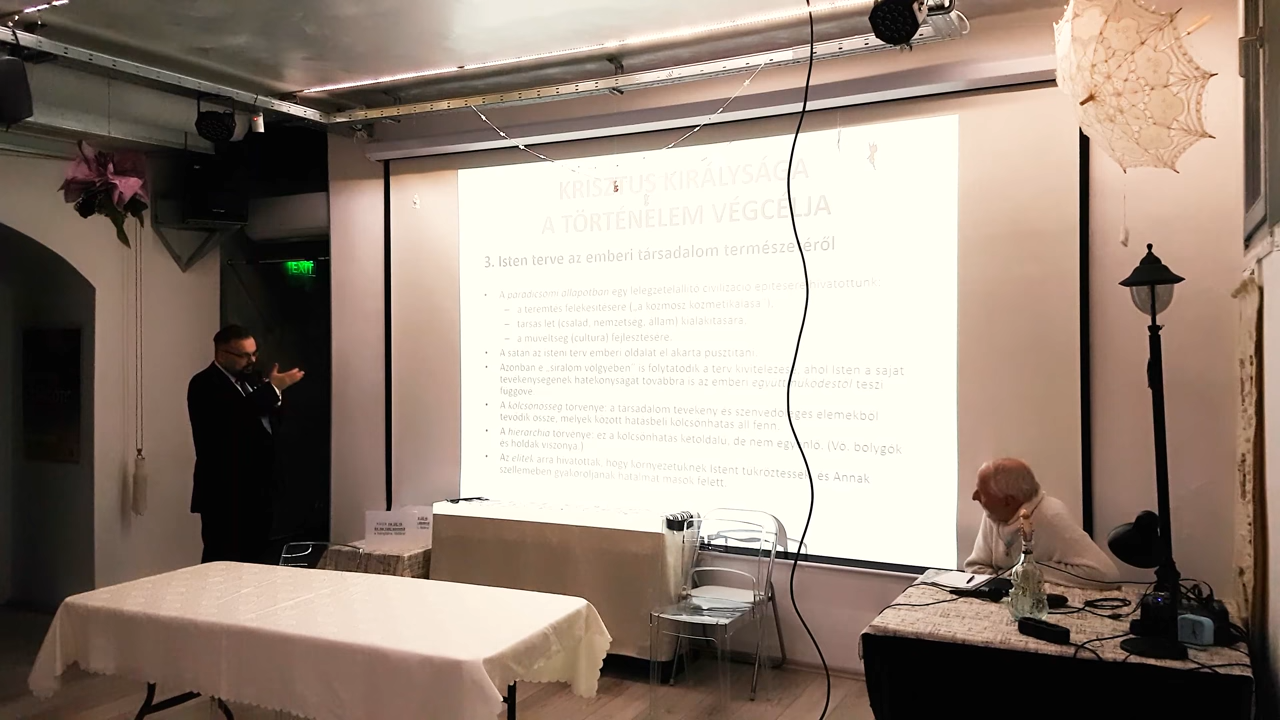 KRISZTUS KIRÁLYSÁGA
A TÖRTÉNELEM VÉGCÉLJA
3. Isten terve az emberi társadalom természetéről
• A paradicsomi állapotban egy lélegzetelállító civilizáció építésére hivatottunk:
– a teremtés felékesítésére („a kozmosz kozmetikálása”),
– társas lét (család, nemzetség, állam) kialakítására,
– a műveltség (cultura) fejlesztésére.
• A sátán az isteni terv emberi oldalát el akarta pusztítani.
• Azonban e „siralom völgyében” is folytatódik a terv kivitelezése, ahol Isten a saját
tevékenységének hatékonyságát továbbra is az emberi együttműködéstől teszi
függővé.
• A kölcsönösség törvénye: a társadalom tevékeny és szenvedőleges elemekből
tevődik össze, melyek között hatásbeli kölcsönhatás áll fenn.
• A hierarchia törvénye: ez a kölcsönhatás kétoldalú, de nem egyenlő. (Vö. bolygók
és holdak viszonya.)
• Az elitek arra hivatottak, hogy környezetüknek Istent tükröztessék, és Annak
szellemében gyakorolják hatalmat mások felett.
EXIT